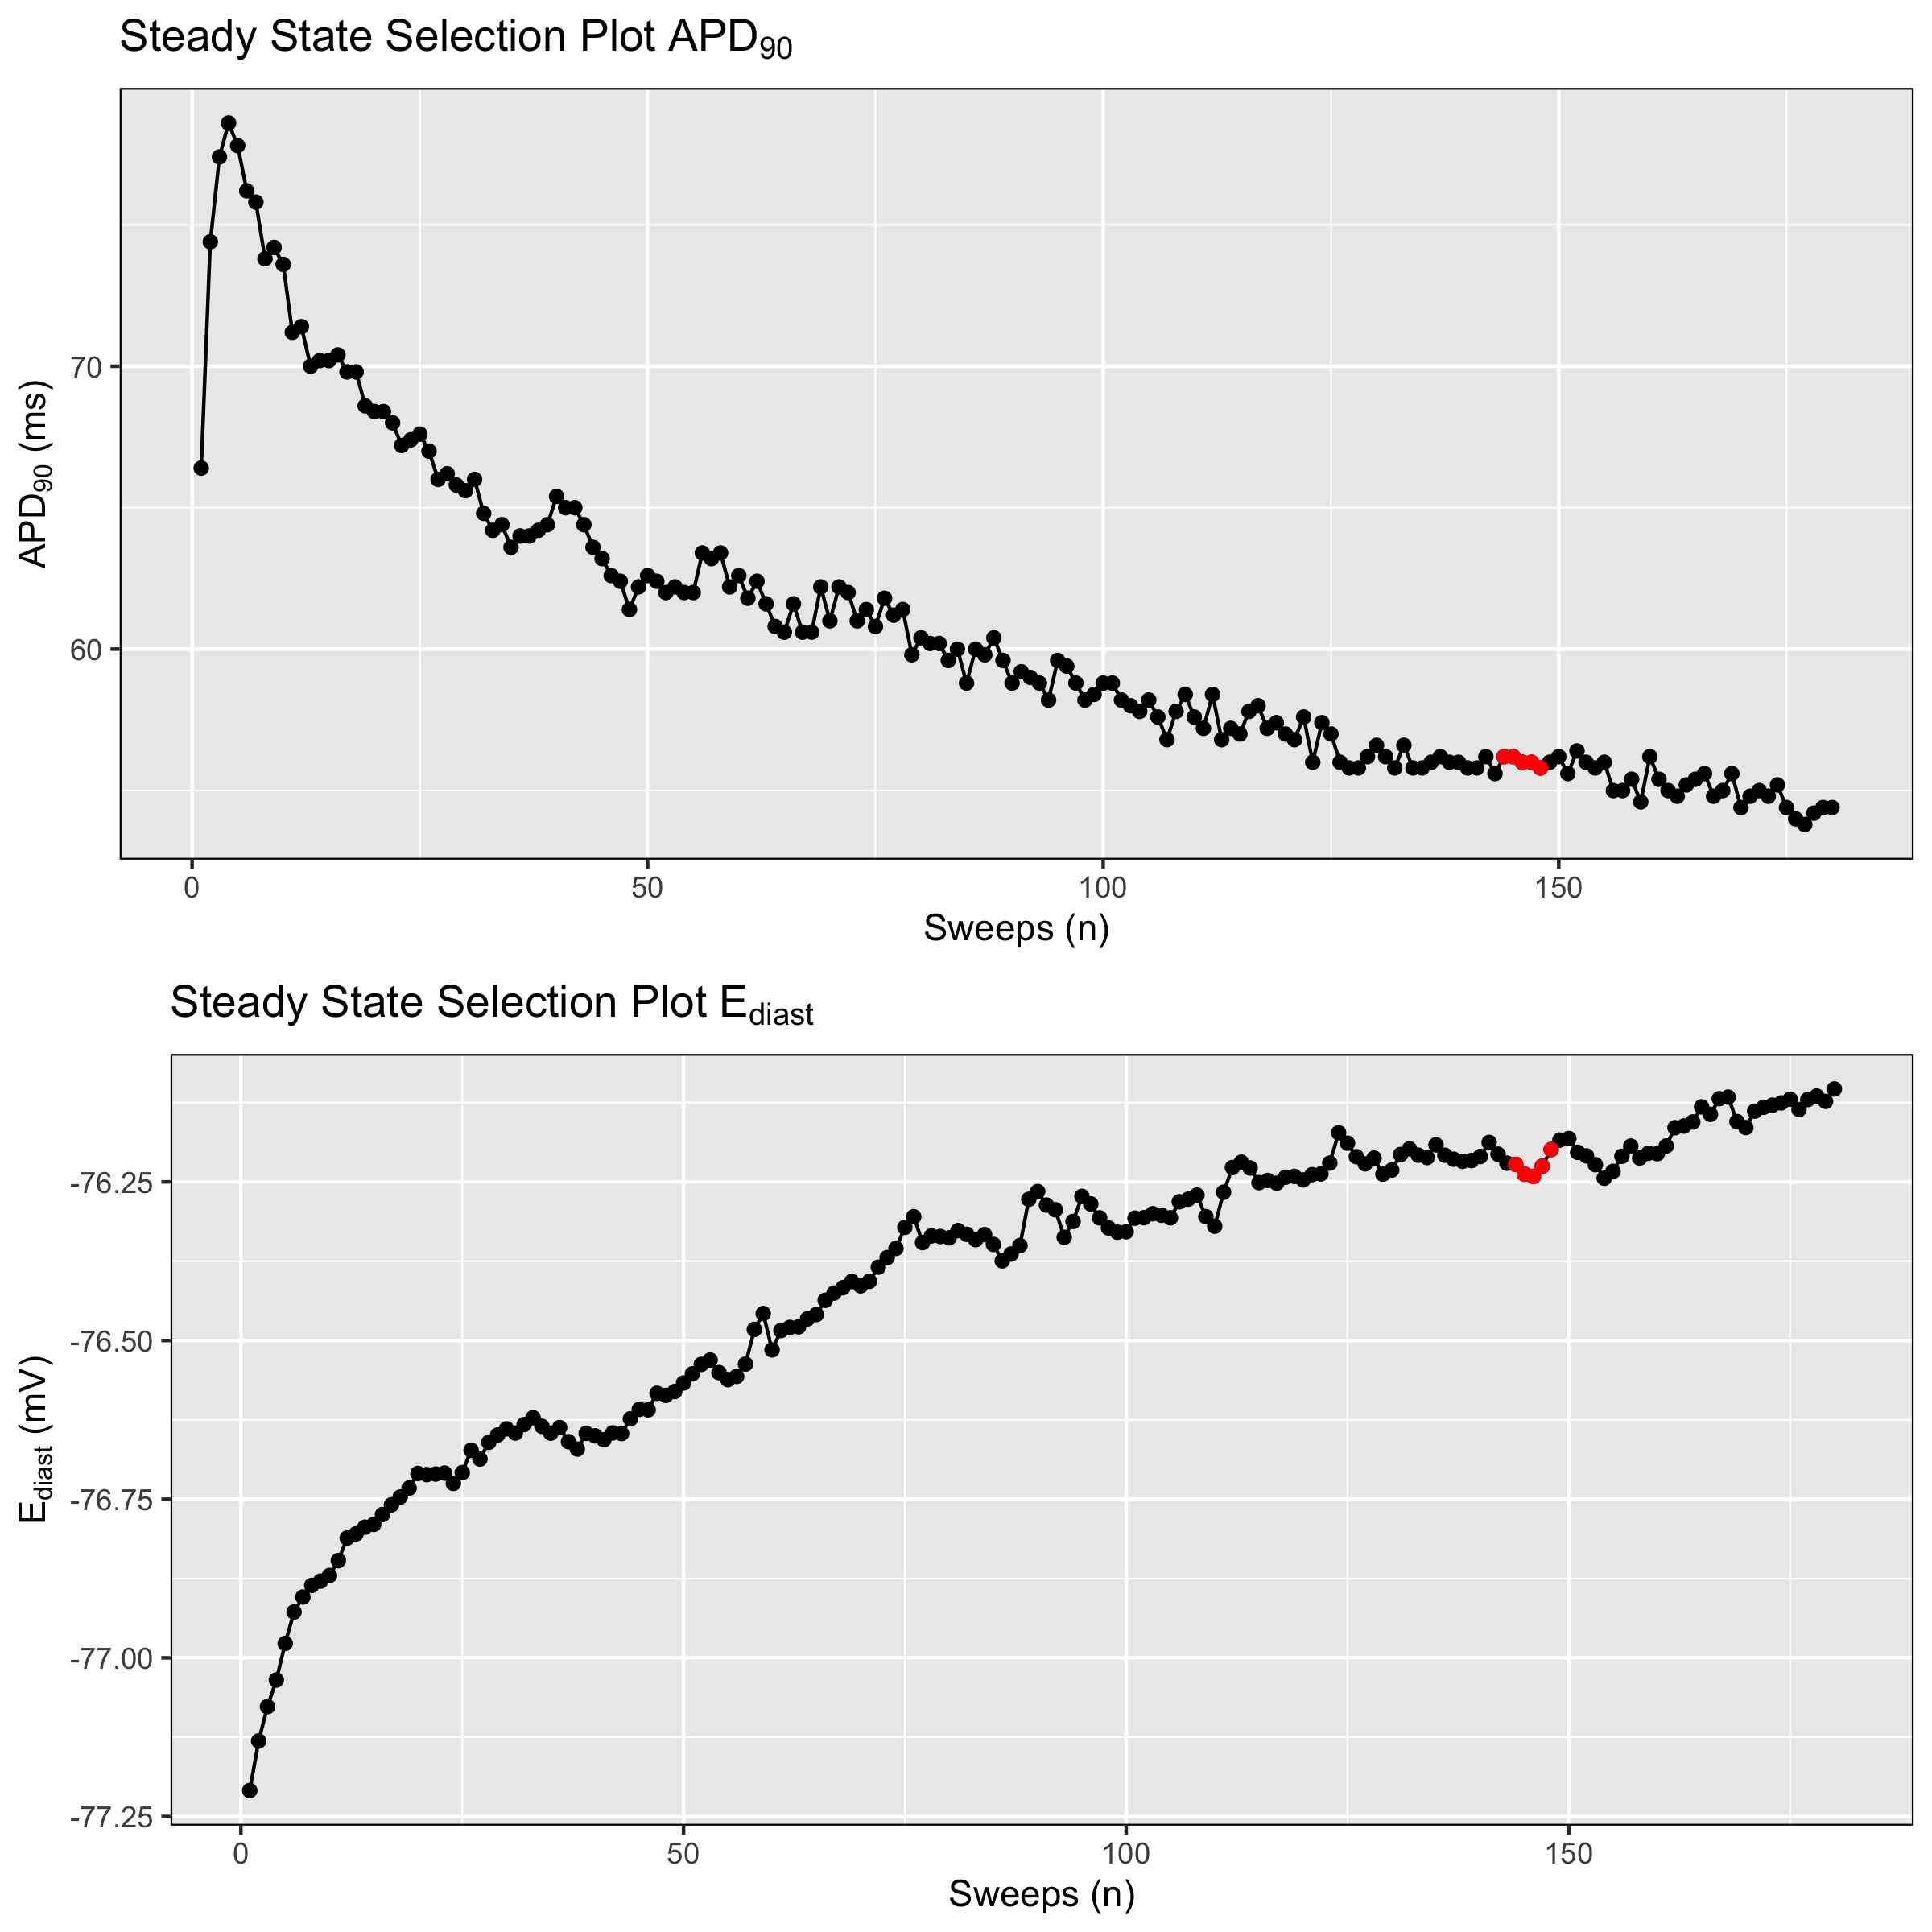 Steady State Selection Plot APD90
APD90 (ms)
70
60
0 50 100 150
Sweeps (n)
Steady State Selection Plot Ediast
Ediast (mV)
-76.25
-76.50
-76.75
-77.00
-77.25
0 50 100 150
Sweeps (n)